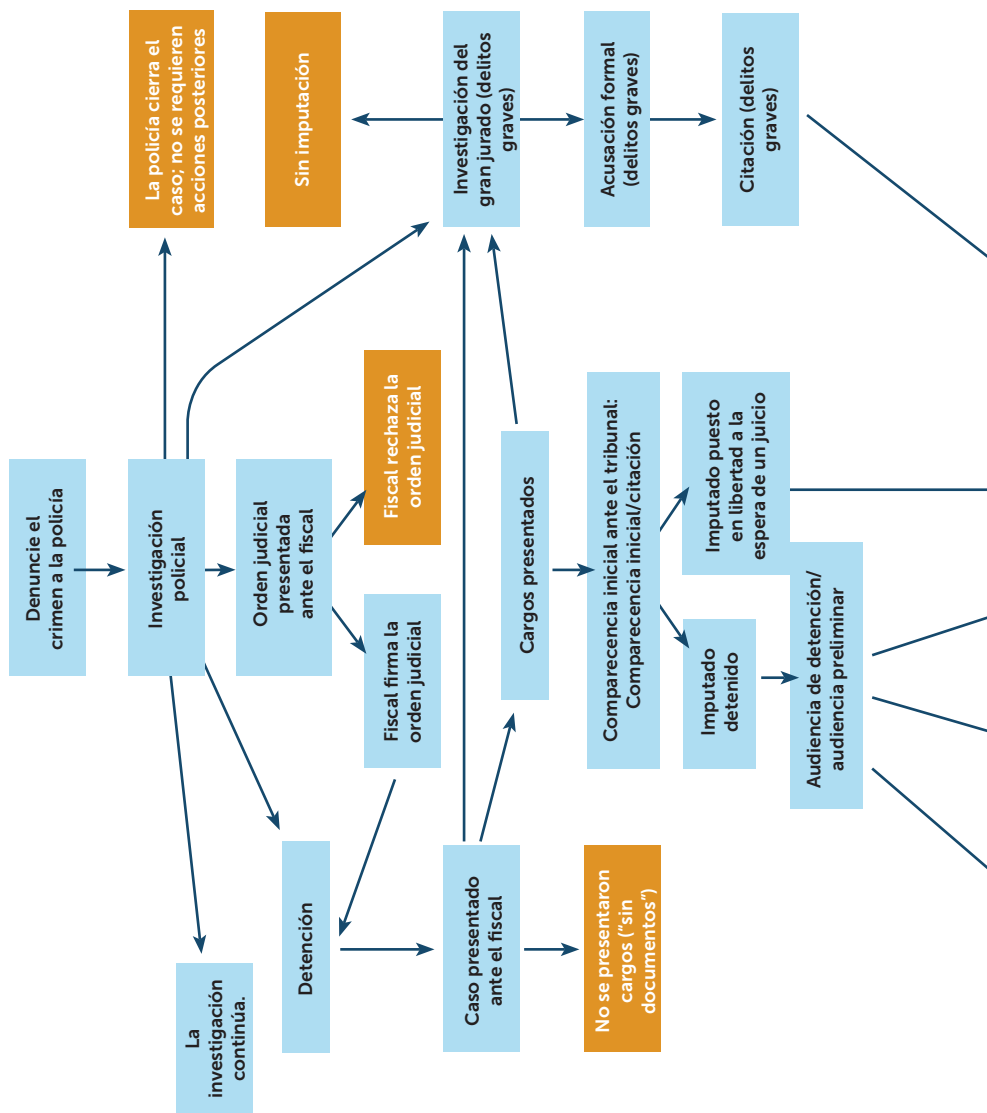 Denuncie el
crimen a la policía
Investigación
policial
La policía cierra el
caso; no se requieren
acciones posteriores
La
investigación
continúa.
Orden judicial
presentada
ante el fiscal
Fiscal rechaza la
orden judicial
Fiscal firma la
orden judicial
Detención
Caso presentado
ante el fiscal
No se presentaron
cargos (“sin
documentos”)
Cargos presentados
Sin imputación
Investigación del
gran jurado (delitos
graves)
Acusación formal
(delitos graves)
Citación (delitos
graves)
Comparecencia inicial ante el tribunal:
Comparecencia inicial/citación
Imputado
detenido
Imputado puesto
en libertad a la
espera de un juicio
Audiencia de detención/
audiencia preliminar